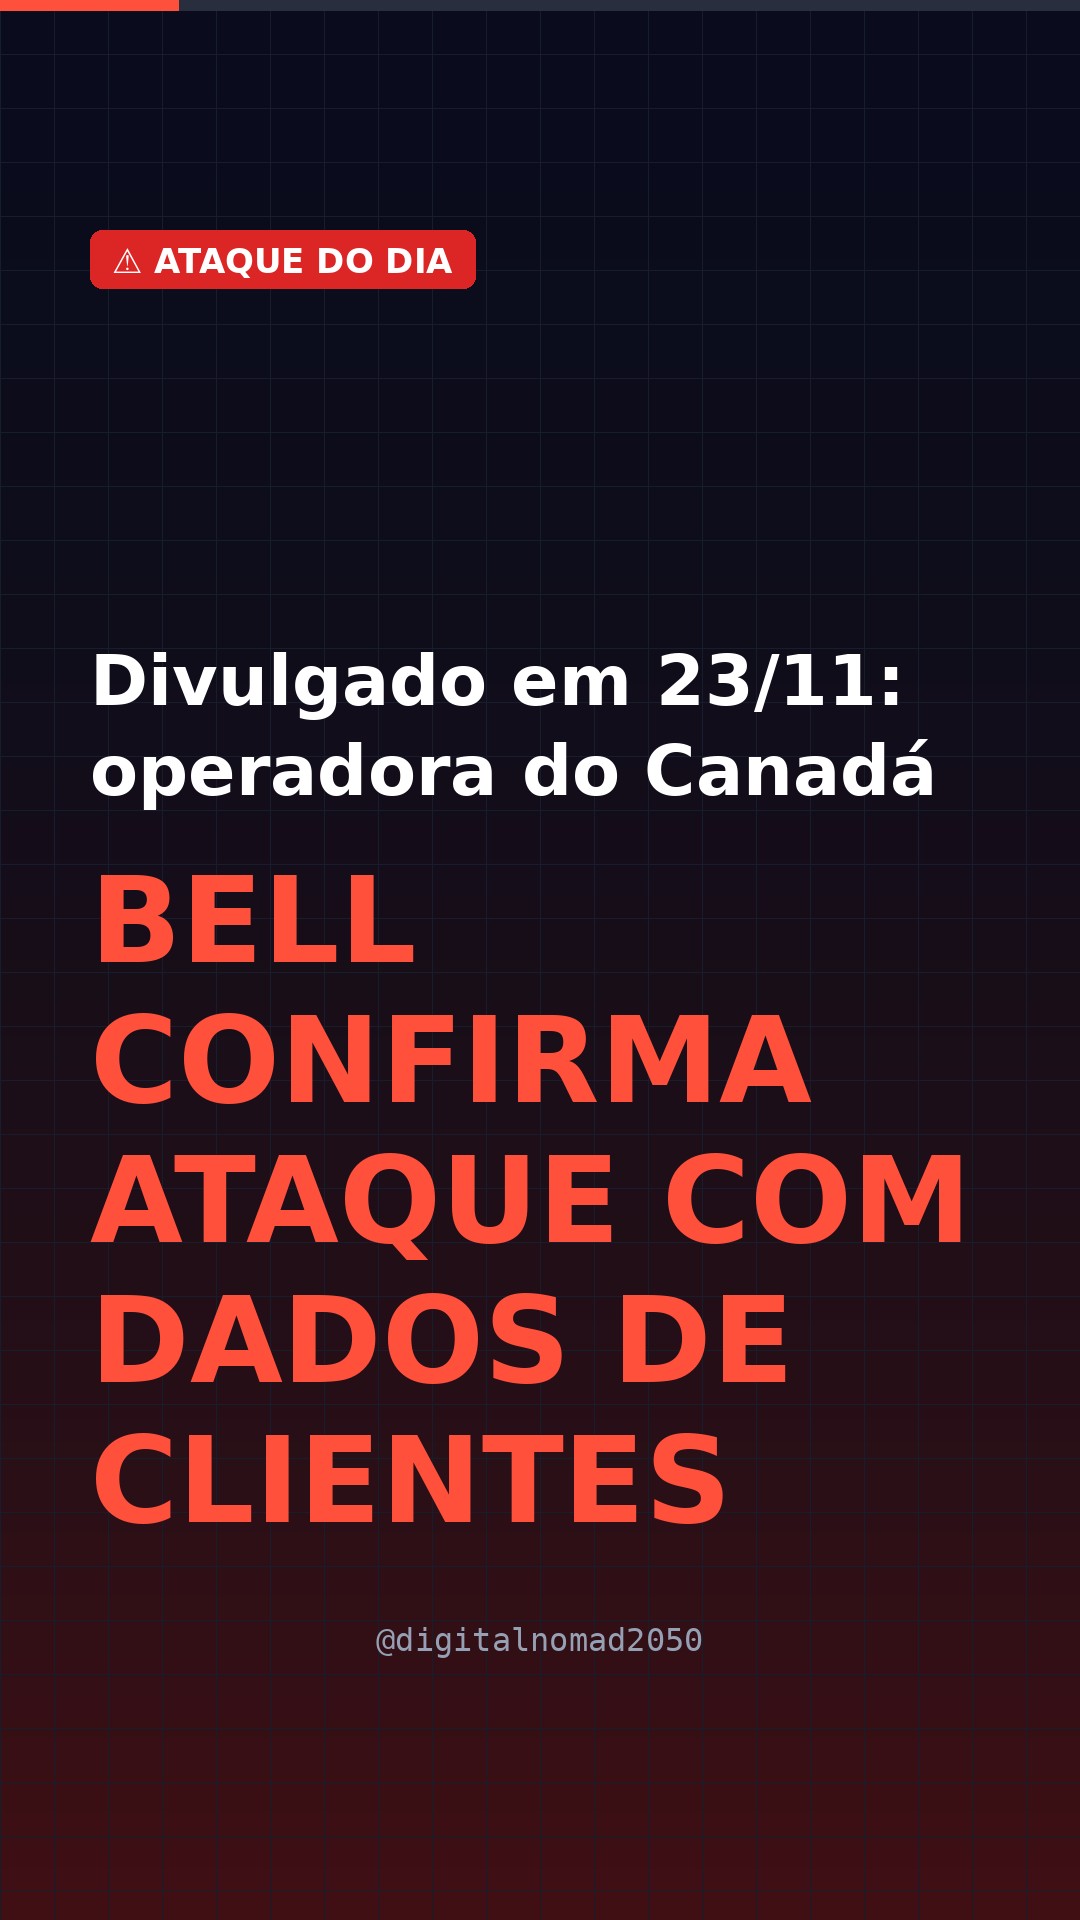 ⚠ ATAQUE DO DIA
Divulgado em 23/11:
operadora do Canadá
BELL
CONFIRMA
ATAQUE COM
DADOS DE
CLIENTES
@digitalnomad2050